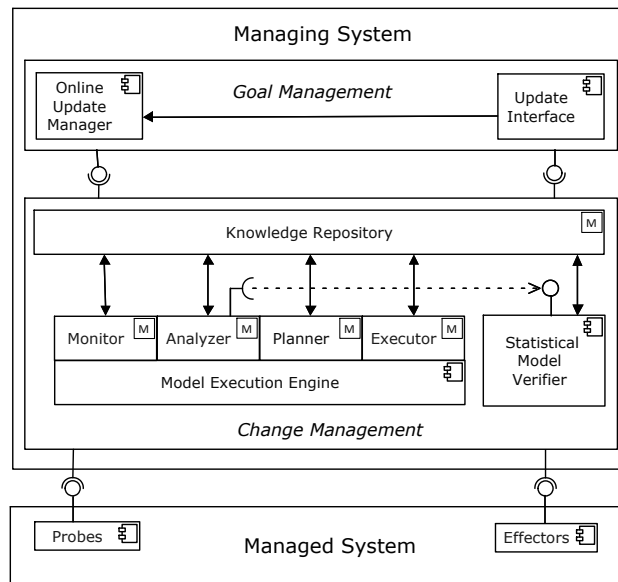 Managing System
Online
Update
Manager
Goal Management
Update
Interface
Knowledge Repository
M
Monitor
M
Analyzer
M
Planner
M
Executor
M
Statistical
Model
Verifier
Model Execution Engine
Change Management
Probes
Managed System
Effectors